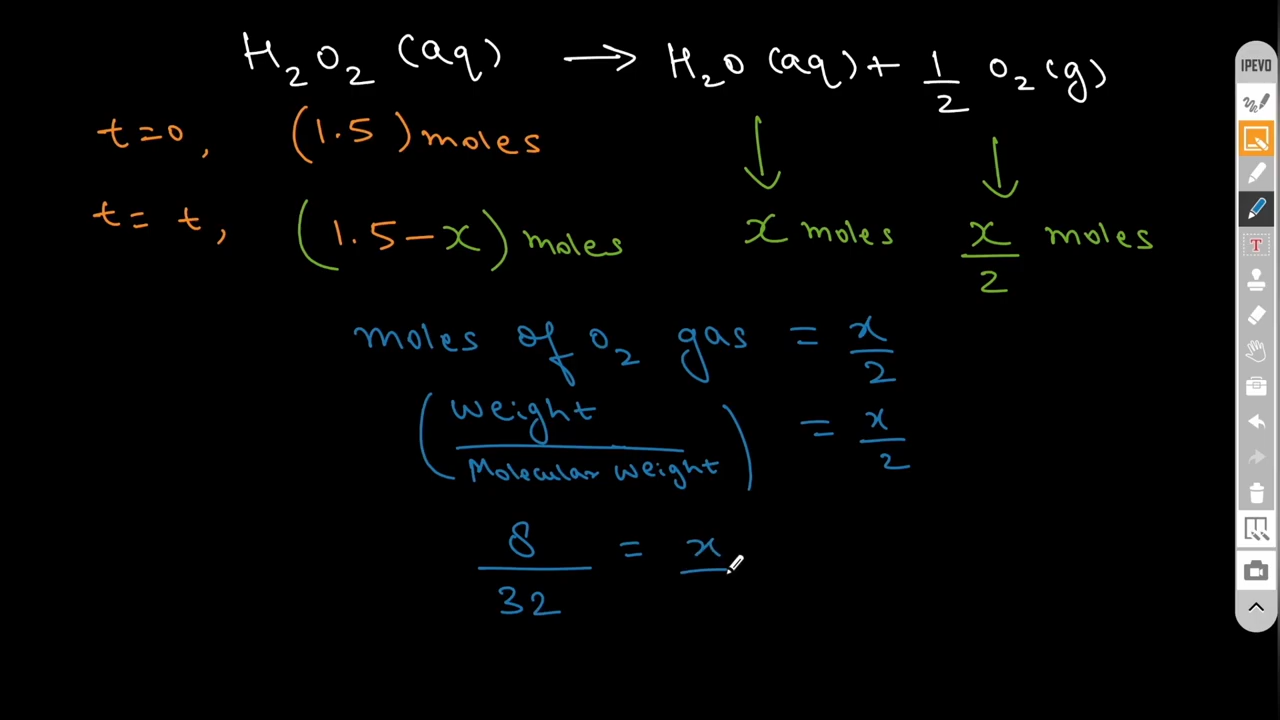 H₂O₂ (aq) → H₂O (aq) + 1/2 O₂ (g)
t=0, (1.5) moles
t= t, (1.5 - x) moles x moles x/2 moles
moles of O₂ gas = x/2
(Weight/Molecular weight) = x/2
8/32 = x/
IPEVO
T